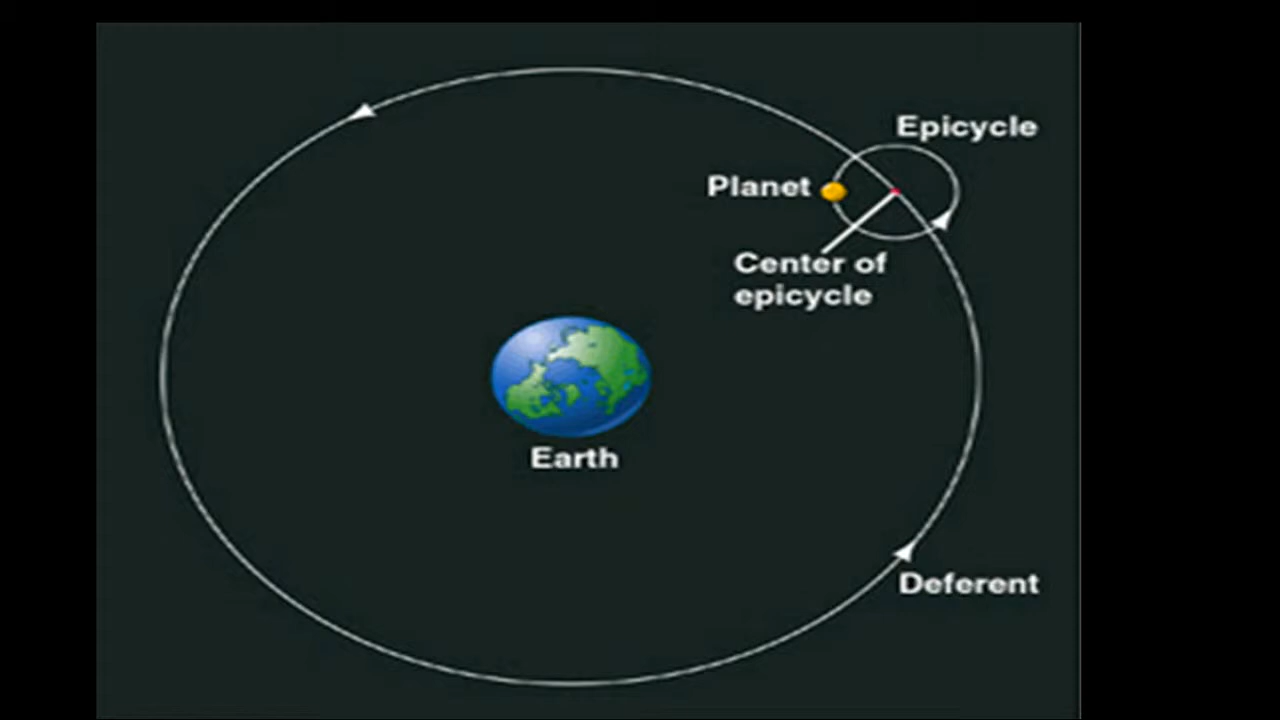 Epicycle
Planet
Center of
epicycle
Earth
Deferent